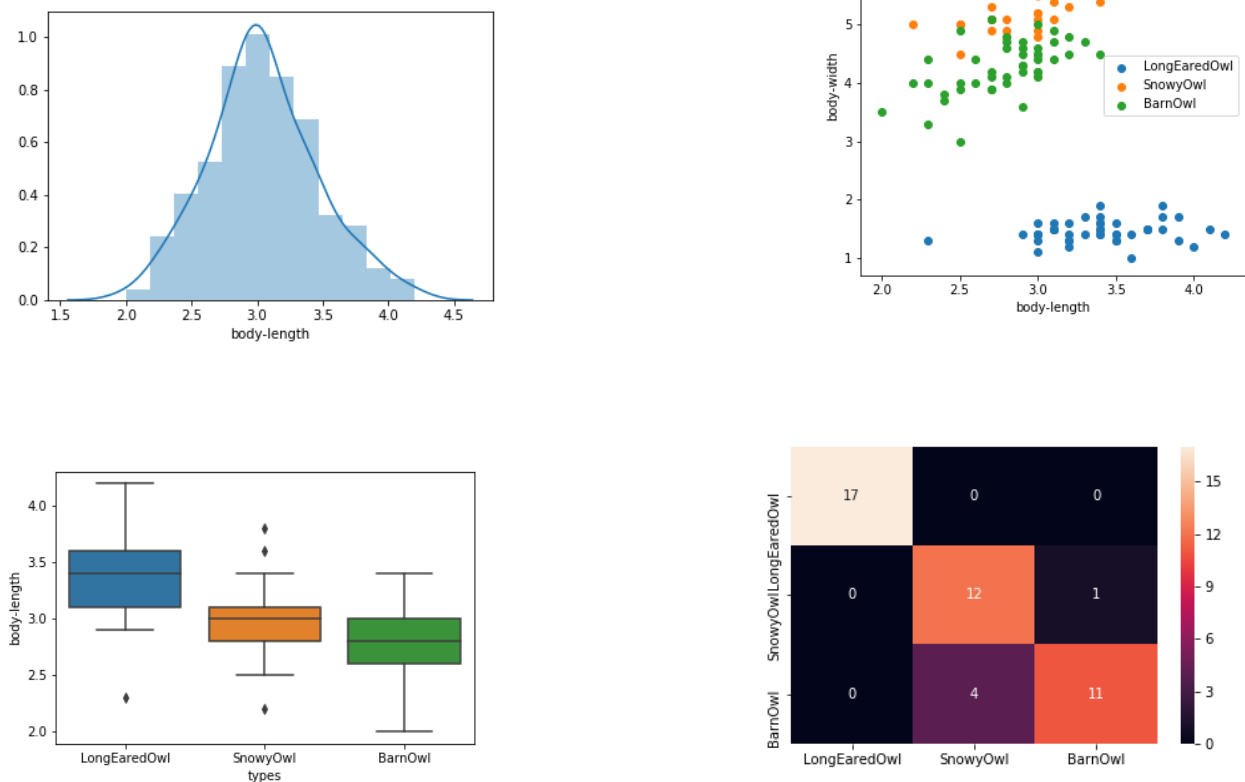 1.0
0.8
0.6
0.4
0.2
0.0
1.5 2.0 2.5 3.0 3.5 4.0 4.5
body-length
5
4
3
2
1
body-width
LongEaredOwl
SnowyOwl
BarnOwl
2.0 2.5 3.0 3.5 4.0
body-length
4.0
3.5
3.0
2.5
2.0
body-length
LongEaredOwl SnowyOwl BarnOwl
types
LongEaredOwl
SnowyOwl
BarnOwl
17 0 0
0 12 1
0 4 11
LongEaredOwl SnowyOwl BarnOwl
15
12
9
6
3
0